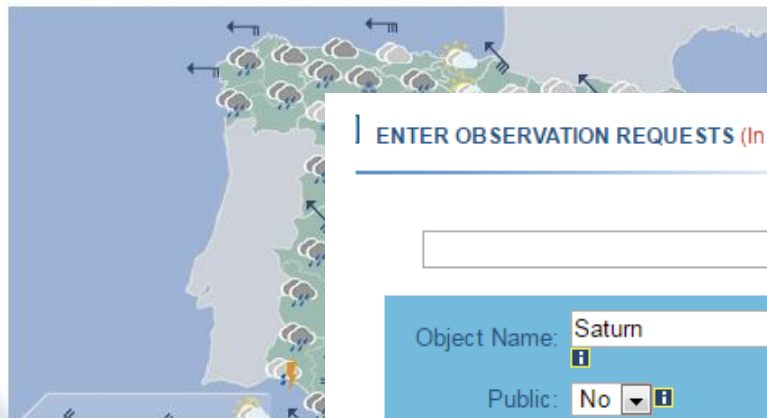 ENTER OBSERVATION REQUESTS (In
Object Name: Saturn
Public: No